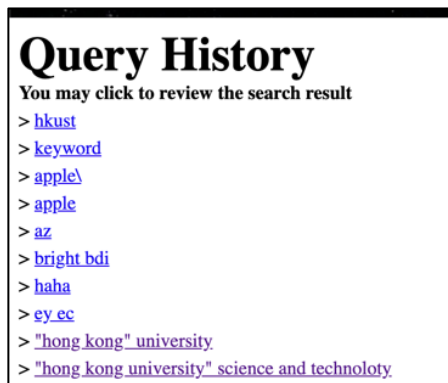 Query History
You may click to review the search result
> hkust
> keyword
> apple\
> apple
> az
> bright bdi
> haha
> ey ec
> "hong kong" university
> "hong kong university" science and technoloty